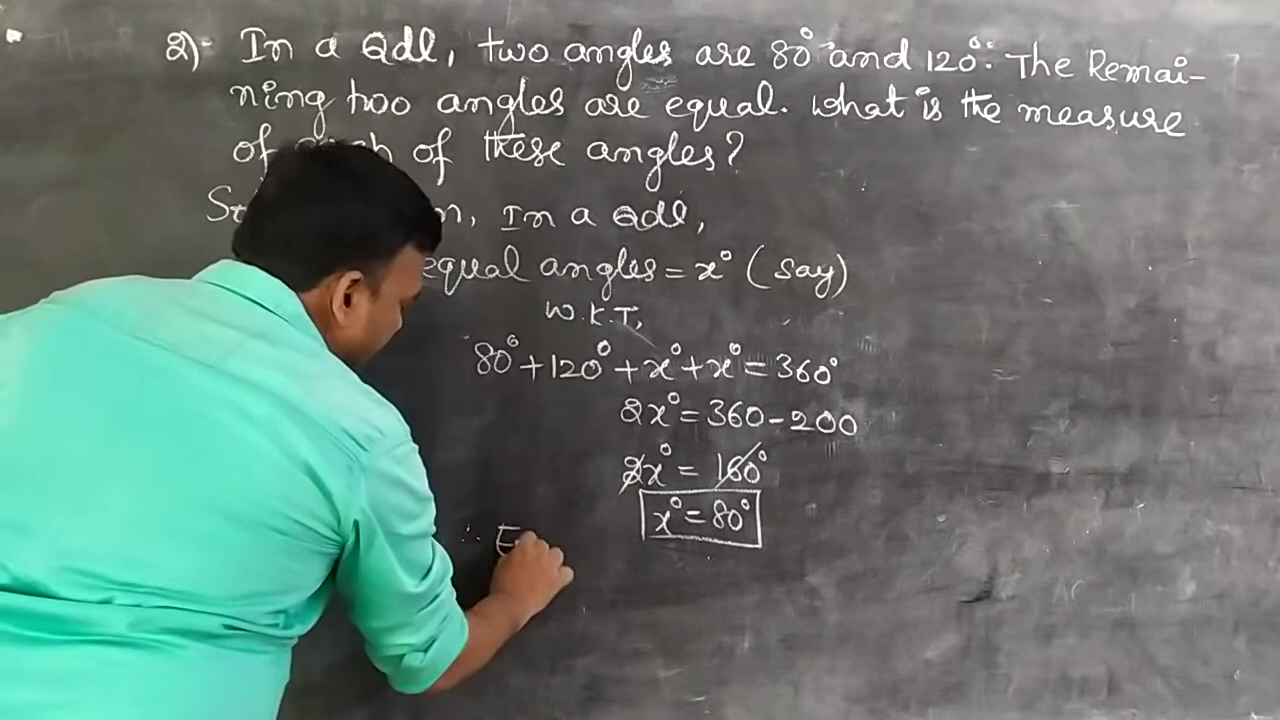 2):- In a Qdl, two angles are 80° and 120°. The Remai-
ning two angles are equal. What is the measure
of of these angles?
In a Qdl,
equal angles = x° (say)
W.K.T,
80° + 120° + x° + x° = 360°
2x° = 360 - 200
2x° = 160°
x° = 80°
∴ E